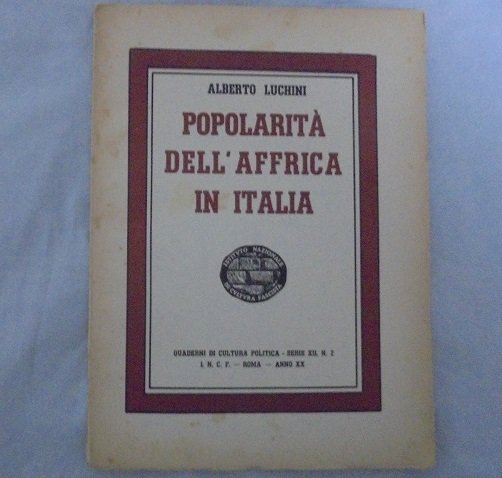 ALBERTO LUCHINI
POPOLARITÀ
DELL'AFFRICA
IN ITALIA
ISTITUTO NAZIONALE
DI CULTURA FASCISTA
QUADERNI DI CULTURA POLITICA - SERIE XII, N. 2
I. N. C. F. — ROMA — ANNO XX